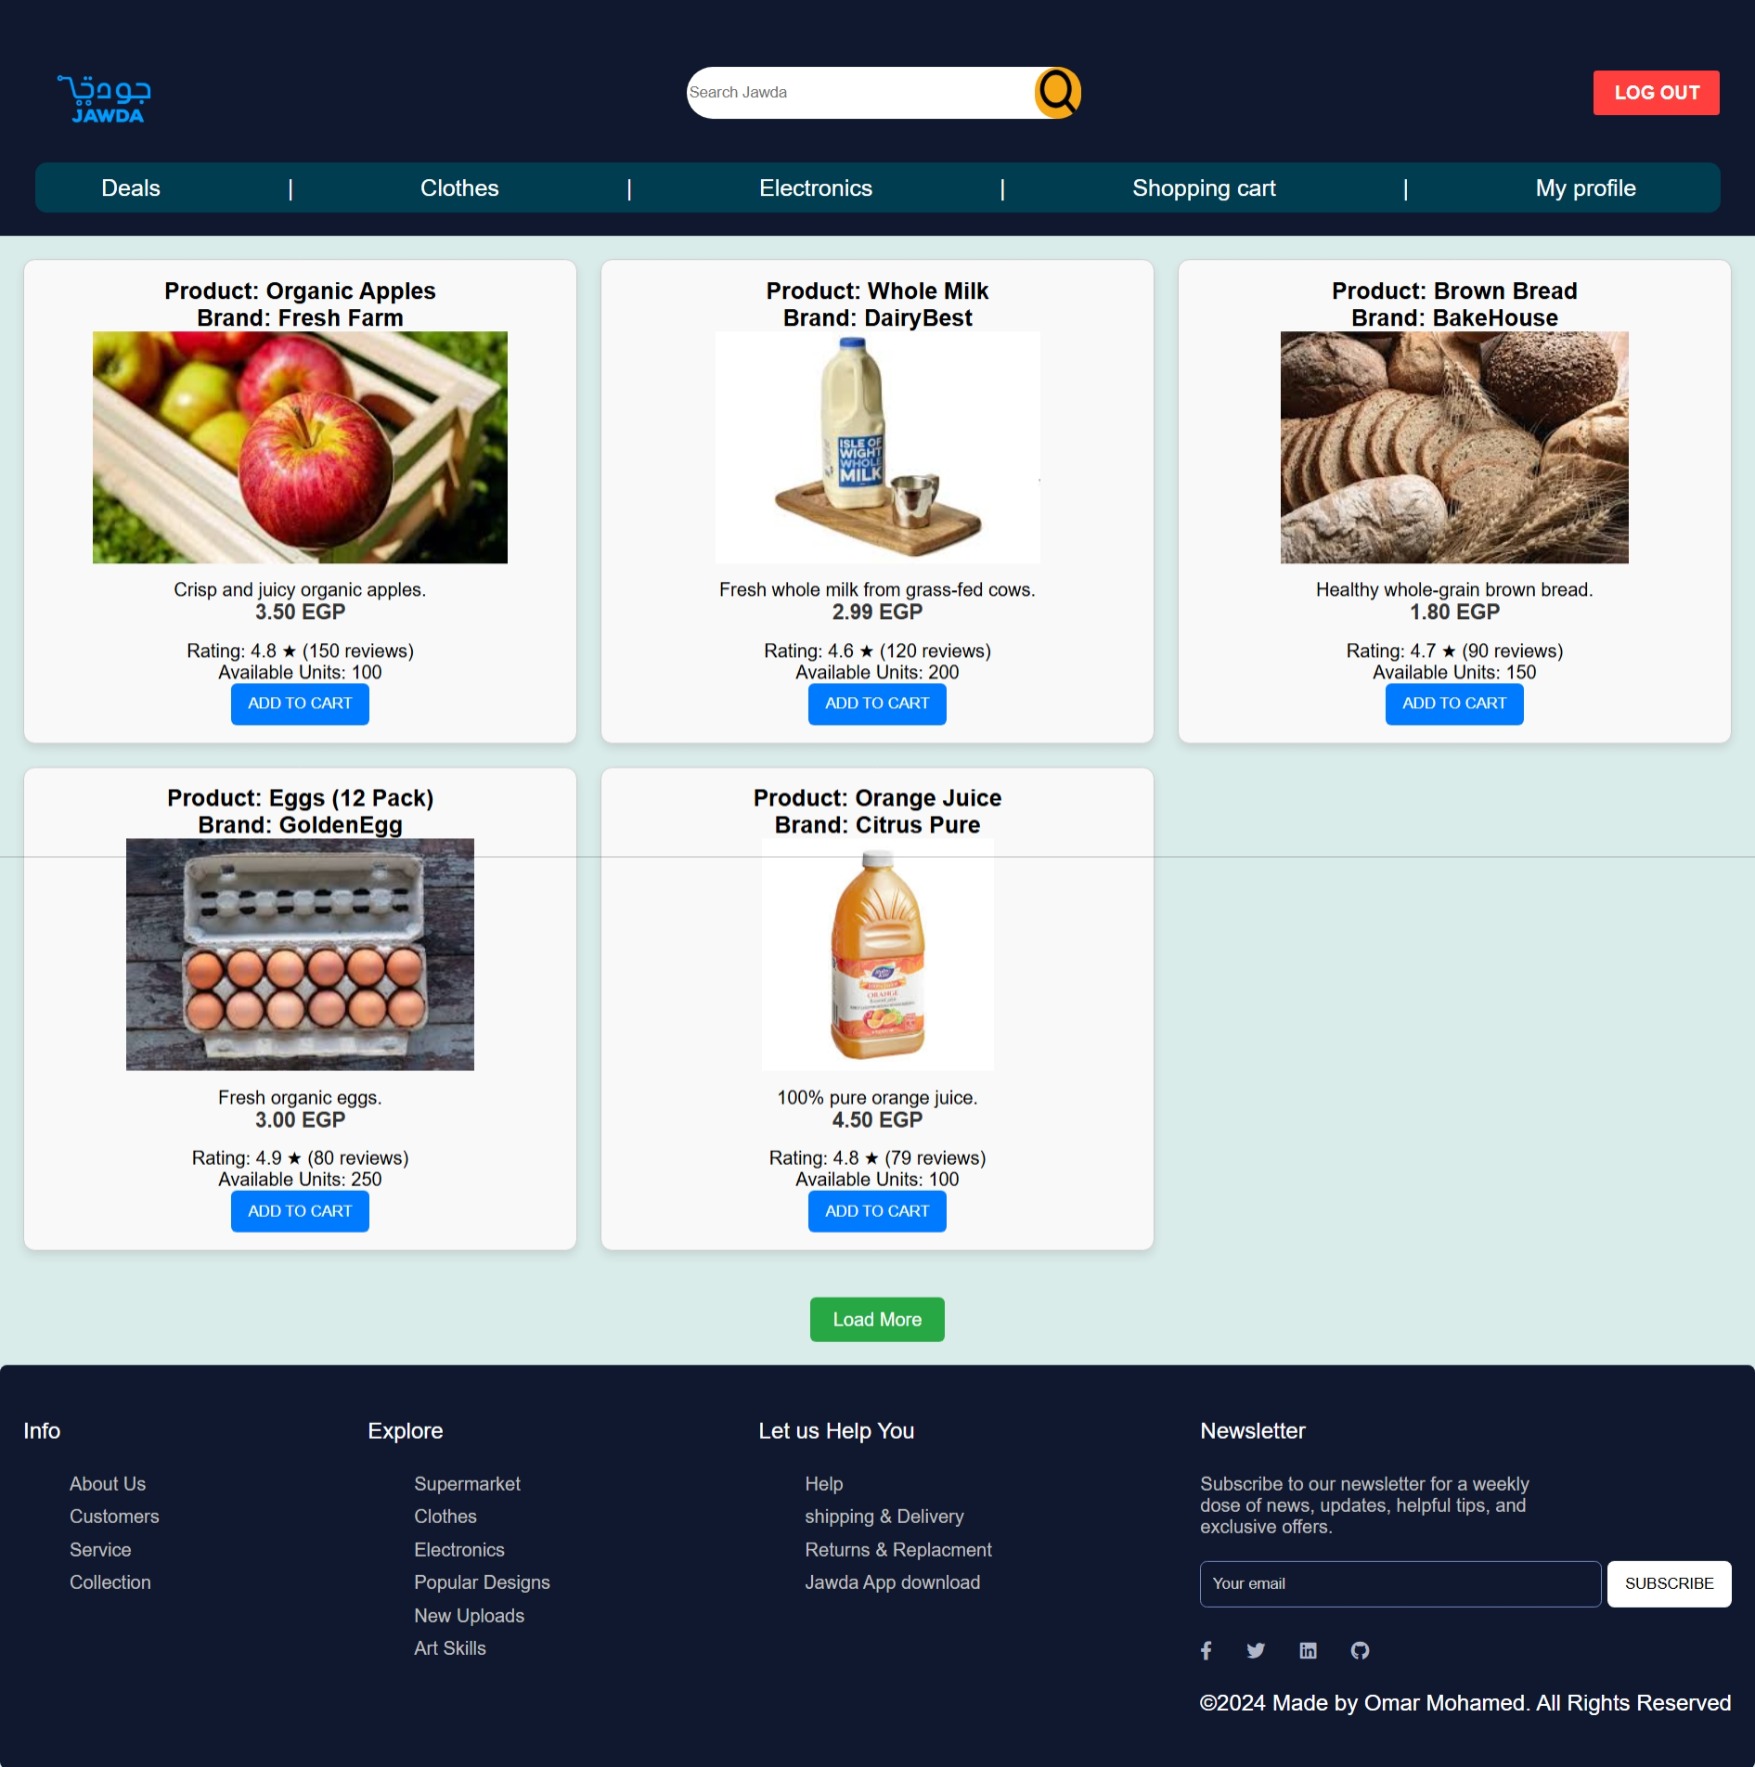 جودة
JAWDA
Search Jawda
LOG OUT
Deals | Clothes | Electronics | Shopping cart | My profile
Product: Organic Apples
Brand: Fresh Farm
Crisp and juicy organic apples.
3.50 EGP
Rating: 4.8 ★ (150 reviews)
Available Units: 100
ADD TO CART
Product: Whole Milk
Brand: DairyBest
ISLE OF
WIGHT
WHOLE
MILK
Fresh whole milk from grass-fed cows.
2.99 EGP
Rating: 4.6 ★ (120 reviews)
Available Units: 200
ADD TO CART
Product: Brown Bread
Brand: BakeHouse
Healthy whole-grain brown bread.
1.80 EGP
Rating: 4.7 ★ (90 reviews)
Available Units: 150
ADD TO CART
Product: Eggs (12 Pack)
Brand: GoldenEgg
Fresh organic eggs.
3.00 EGP
Rating: 4.9 ★ (80 reviews)
Available Units: 250
ADD TO CART
Product: Orange Juice
Brand: Citrus Pure
ORANGE
100% pure orange juice.
4.50 EGP
Rating: 4.8 ★ (79 reviews)
Available Units: 100
ADD TO CART
Load More
Info
About Us
Customers
Service
Collection
Explore
Supermarket
Clothes
Electronics
Popular Designs
New Uploads
Art Skills
Let us Help You
Help
shipping & Delivery
Returns & Replacment
Jawda App download
Newsletter
Subscribe to our newsletter for a weekly
dose of news, updates, helpful tips, and
exclusive offers.
Your email
SUBSCRIBE
©2024 Made by Omar Mohamed. All Rights Reserved